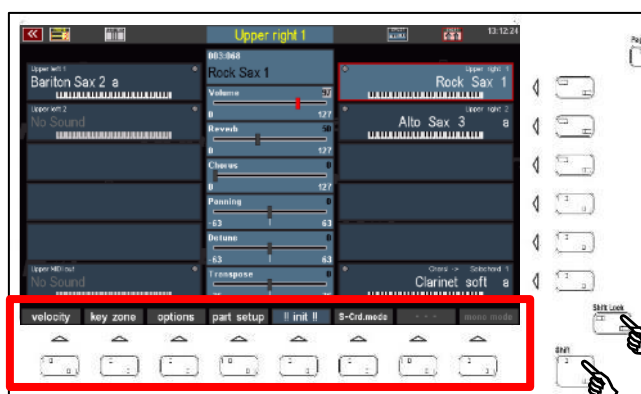 Upper right 1
13:12:24
003:068
Rock Sax 1
Upper left 1
Bariton Sax 2 a
Upper right 1
Rock Sax 1
Volume
0 127
Upper left 2
No Sound
Upper right 2
Alto Sax 3 a
Reverb 50
0 127
Chorus 0
0 127
Panning 0
-63 63
Detune 0
-63 63
Upper MIDI out
No Sound
Transpose 0
Clarinet soft a
velocity key zone options part setup !! init !! S-Crd.mode - - - mono mode
Shift Lock
Shift